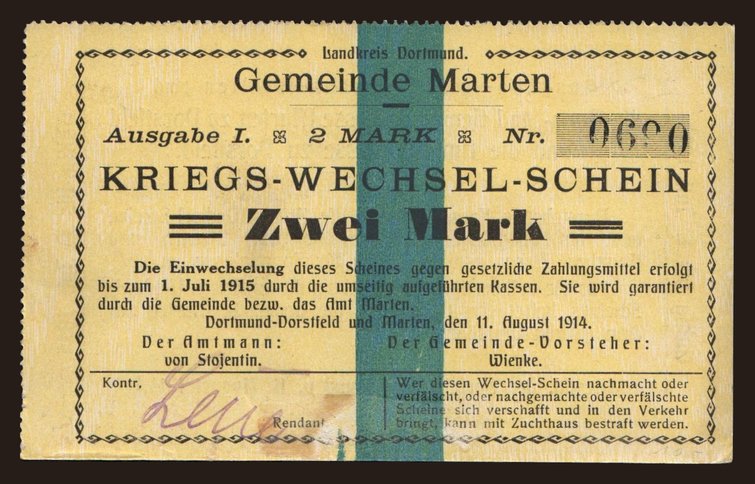 Landkreis Dortmund.
Gemeinde Marten
Ausgabe I. 2 MARK Nr. 0690
KRIEGS-WECHSEL-SCHEIN
Zwei Mark
Die Einwechselung dieses Scheines gegen gesetzliche Zahlungsmittel erfolgt
bis zum 1. Juli 1915 durch die umseitig aufgeführten Kassen. Sie wird garantiert
durch die Gemeinde bezw. das Amt Marten.
Dortmund-Dorstfeld und Marten, den 11. August 1914.
Der Amtmann: Der Gemeinde-Vorsteher:
von Stojentin. Wienke.
Kontr.
Rendant
Wer diesen Wechsel-Schein nachmacht oder
verfälscht, oder nachgemachte oder verfälschte
Scheine sich verschafft und in den Verkehr
bringt, kann mit Zuchthaus bestraft werden.